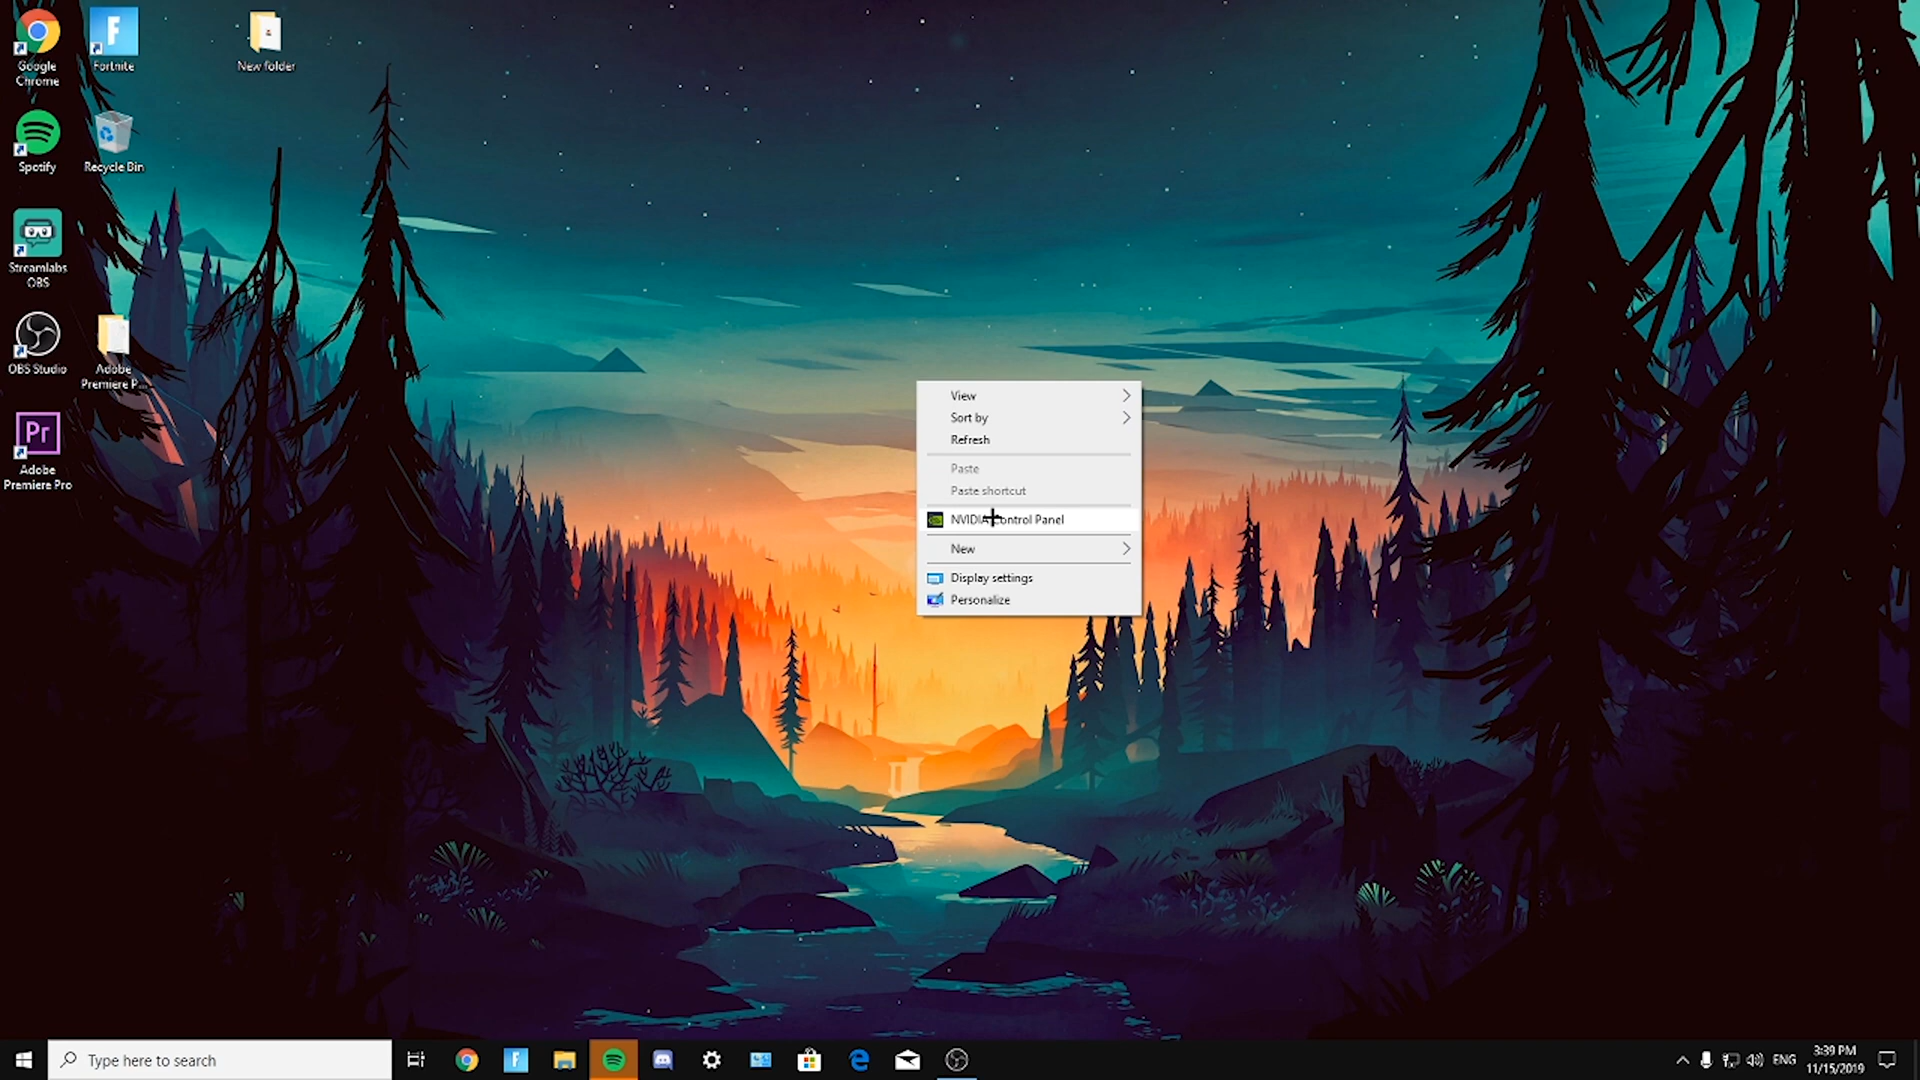 Google
Chrome
Fortnite
New folder
Spotify
Recycle Bin
Streamlabs
OBS
OBS Studio
Adobe
Premiere P...
Pr
Adobe
Premiere Pro
View
Sort by
Refresh
Paste
Paste shortcut
NVIDIA Control Panel
New
Display settings
Personalize
Type here to search
ENG
3:39 PM
11/15/2019